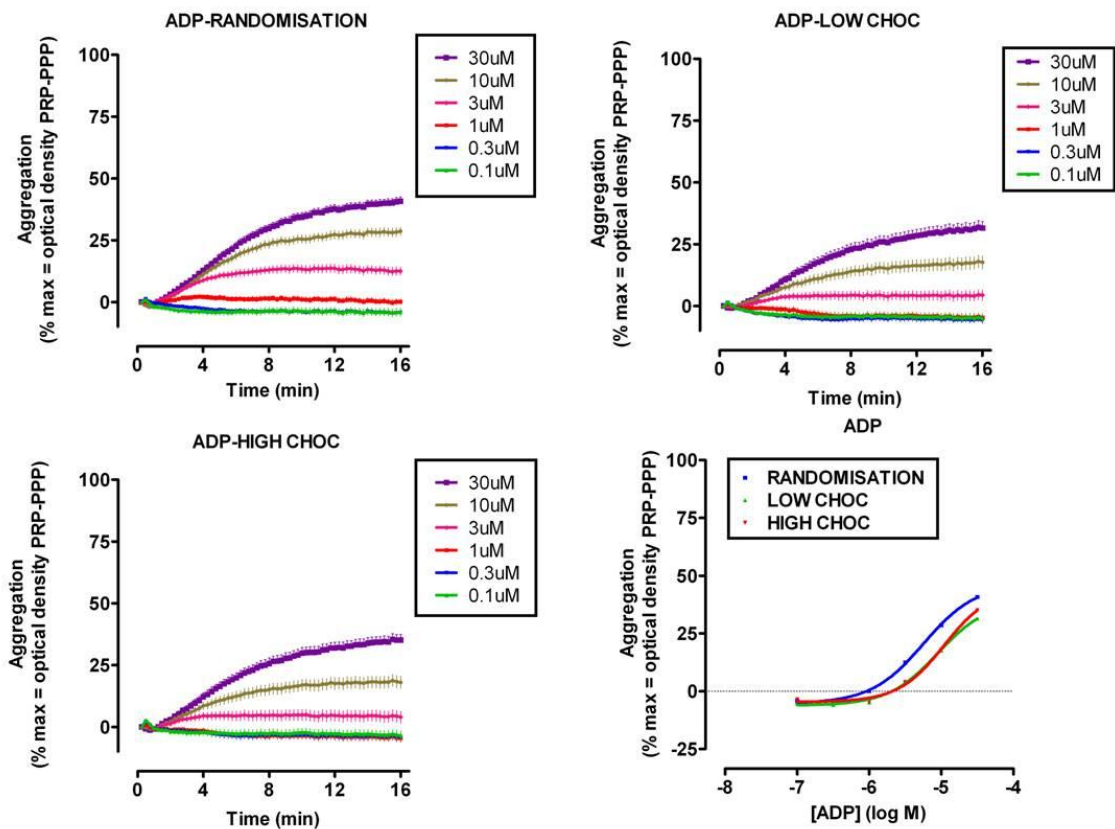 ADP-RANDOMISATION
100
75
50
25
0
Aggregation
(% max = optical density PRP-PPP)
0 4 8 12 16
Time (min)
30uM
10uM
3uM
1uM
0.3uM
0.1uM
ADP-LOW CHOC
100
75
50
25
0
Aggregation
(% max = optical density PRP-PPP)
0 4 8 12 16
Time (min)
30uM
10uM
3uM
1uM
0.3uM
0.1uM
ADP-HIGH CHOC
100
75
50
25
0
Aggregation
(% max = optical density PRP-PPP)
0 4 8 12 16
Time (min)
30uM
10uM
3uM
1uM
0.3uM
0.1uM
ADP
100
75
50
25
0
-25
Aggregation
(% max = optical density PRP-PPP)
RANDOMISATION
LOW CHOC
HIGH CHOC
-8 -7 -6 -5 -4
[ADP] (log M)